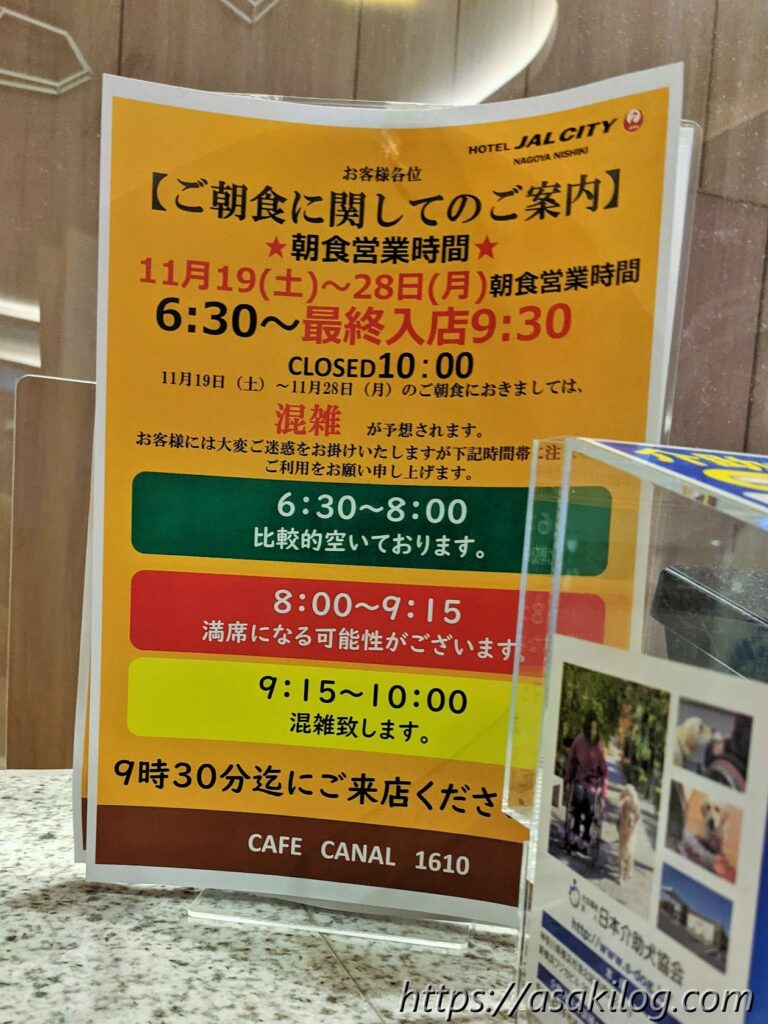 HOTEL JAL CITY
NAGOYA NISHIKI
お客様各位
【ご朝食に関してのご案内】
★朝食営業時間★
11月19(土)～28日(月)朝食営業時間
6:30～最終入店9:30
CLOSED10:00
11月19日（土）～11月28日（月）のご朝食におきましては、
混雑 が予想されます。
お客様には大変ご迷惑をお掛けいたしますが下記時間帯に注
ご利用をお願い申し上げます。
6:30～8:00
比較的空いております。
8:00～9:15
満席になる可能性がございます。
9:15～10:00
混雑致します。
9時30分迄にご来店くださ
CAFE CANAL 1610
日本介助犬協会
https://asakilog.com